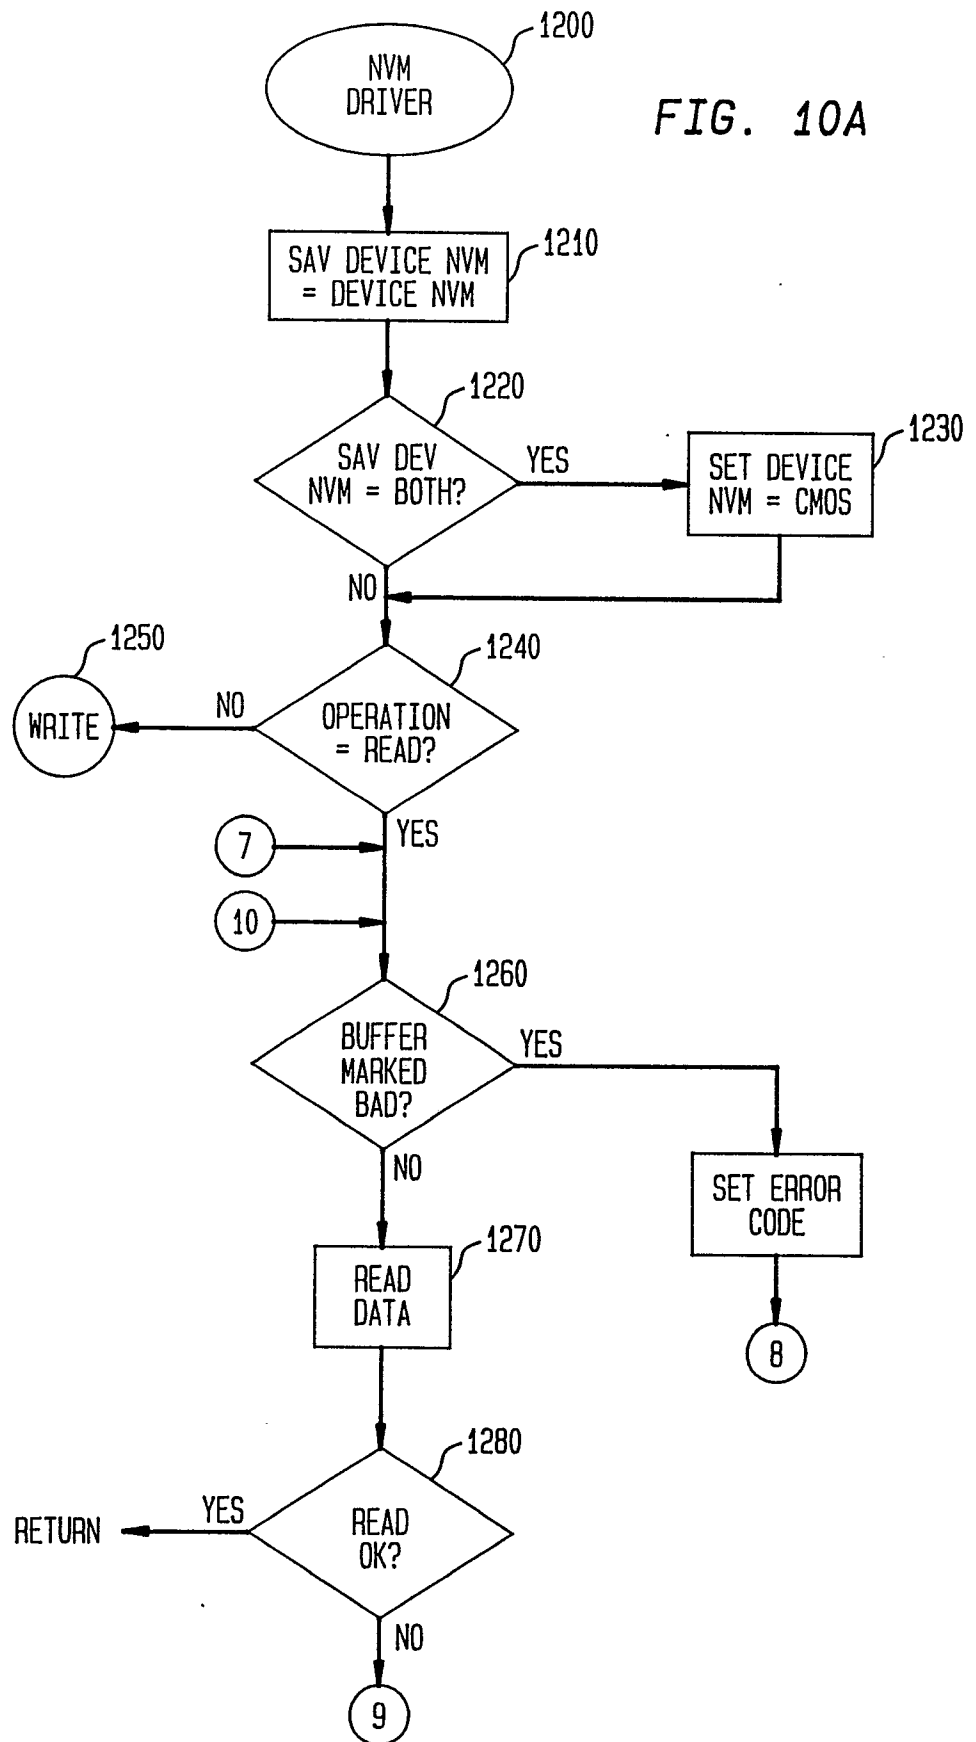 1200
NVM
DRIVER
FIG. 10A
1210
SAV DEVICE NVM
= DEVICE NVM
1220
SAV DEV
NVM = BOTH?
YES
1230
SET DEVICE
NVM = CMOS
NO
1250
WRITE
NO
1240
OPERATION
= READ?
YES
7
10
1260
BUFFER
MARKED
BAD?
YES
NO
SET ERROR
CODE
8
1270
READ
DATA
1280
READ
OK?
YES
RETURN
NO
9